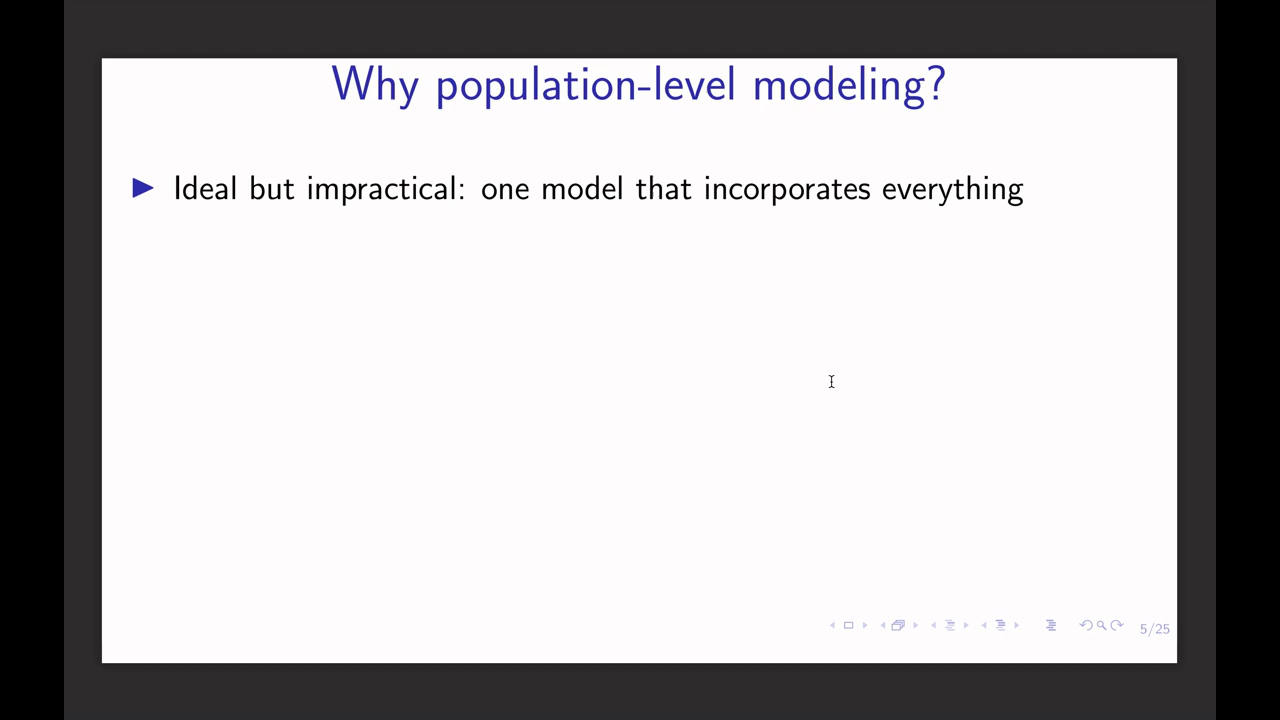 Why population-level modeling?
Ideal but impractical: one model that incorporates everything
5/25